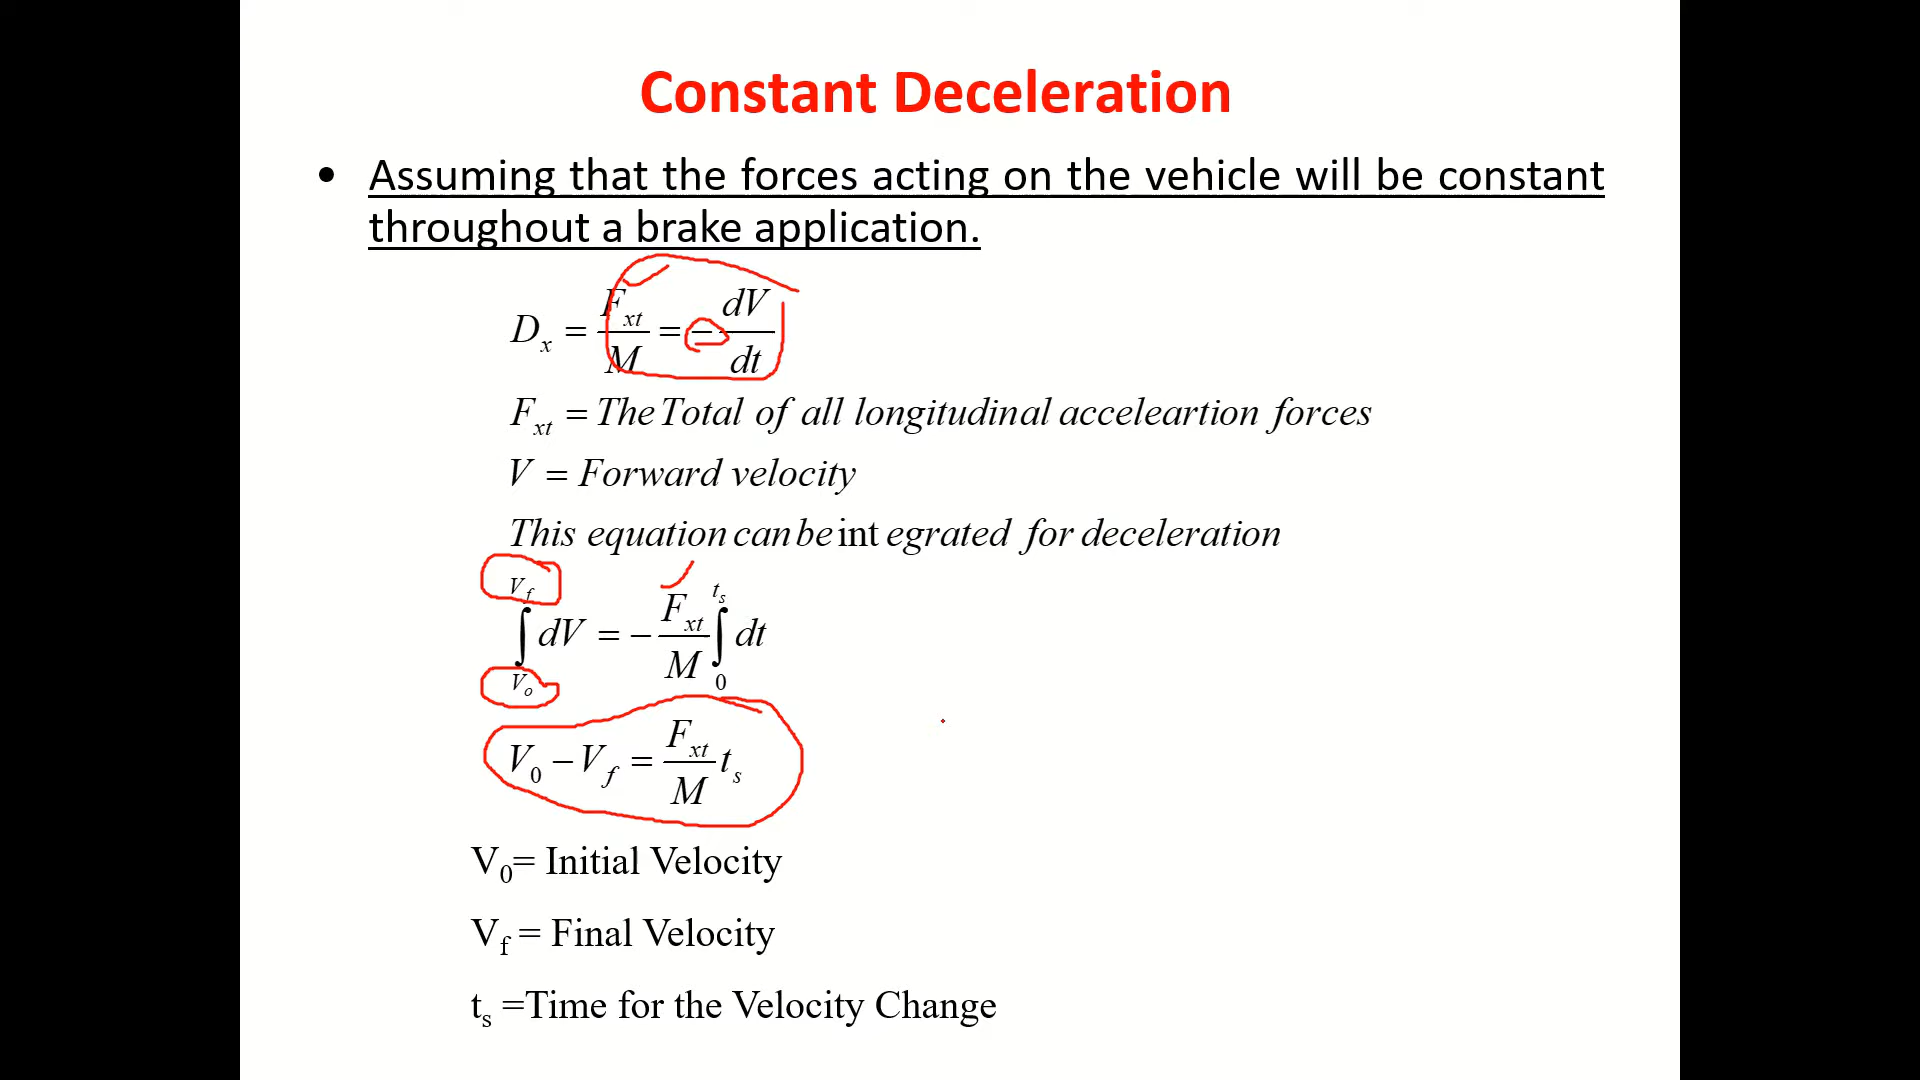 Constant Deceleration
• Assuming that the forces acting on the vehicle will be constant
throughout a brake application.
D_x = F_xt / M = - dV / dt
F_xt = The Total of all longitudinal acceleartion forces
V = Forward velocity
This equation can be int egrated for deceleration
∫_{V_o}^{V_f} dV = - F_xt / M ∫_0^{t_s} dt
V_0 - V_f = F_xt / M t_s
V_0= Initial Velocity
V_f = Final Velocity
t_s =Time for the Velocity Change